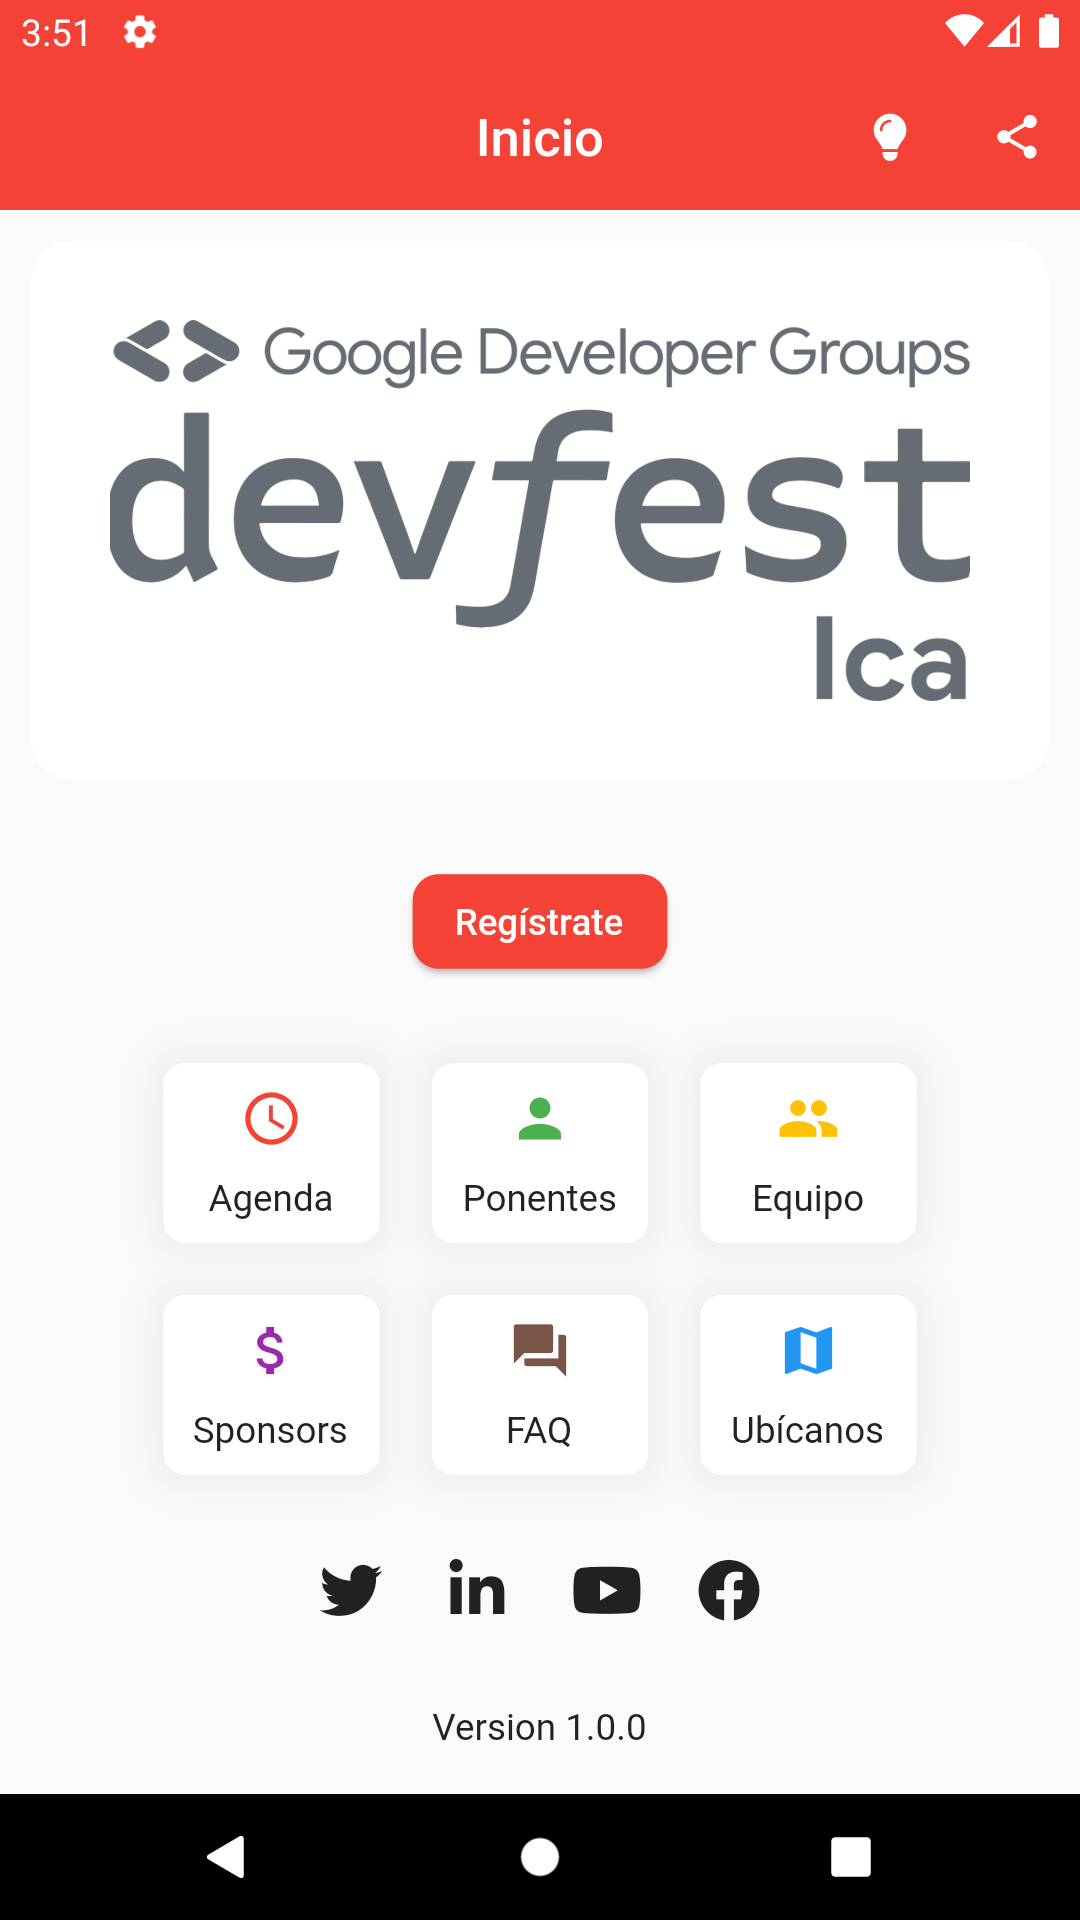 3:51
Inicio
Google Developer Groups
devfest
Ica
Regístrate
Agenda
Ponentes
Equipo
Sponsors
FAQ
Ubícanos
Version 1.0.0